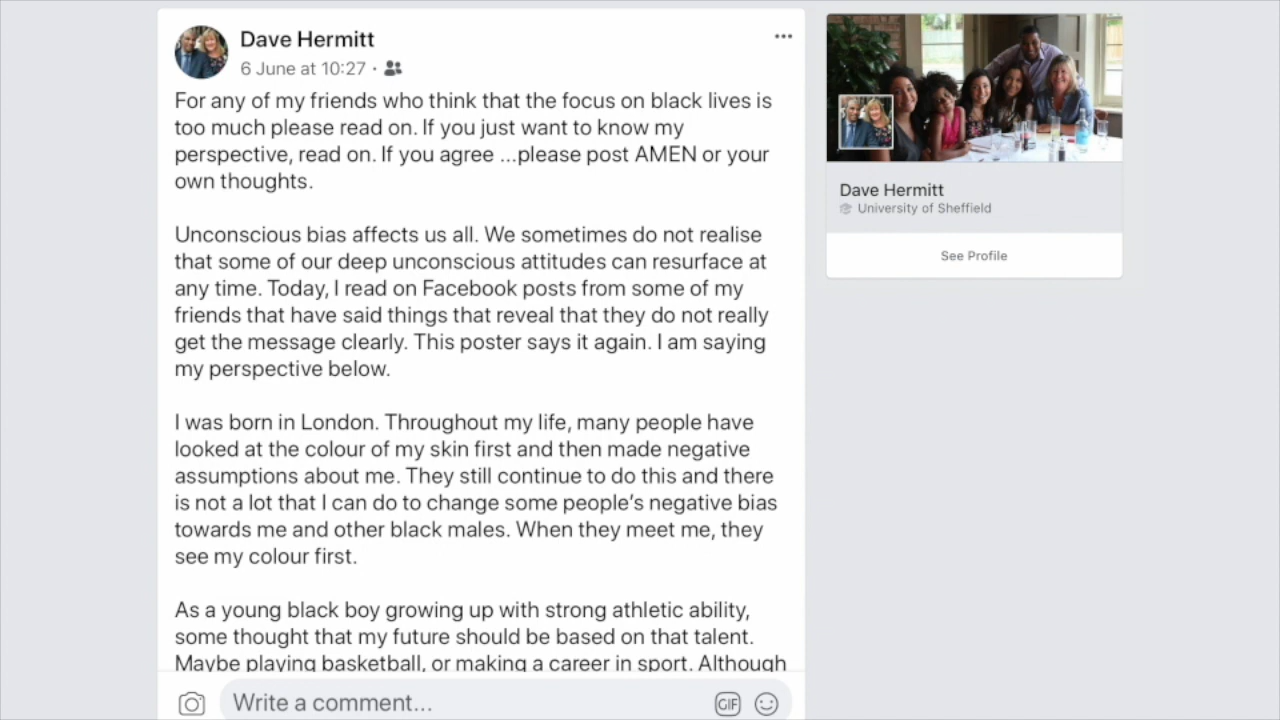 Dave Hermitt
6 June at 10:27 ·
For any of my friends who think that the focus on black lives is
too much please read on. If you just want to know my
perspective, read on. If you agree ...please post AMEN or your
own thoughts.
Unconscious bias affects us all. We sometimes do not realise
that some of our deep unconscious attitudes can resurface at
any time. Today, I read on Facebook posts from some of my
friends that have said things that reveal that they do not really
get the message clearly. This poster says it again. I am saying
my perspective below.
I was born in London. Throughout my life, many people have
looked at the colour of my skin first and then made negative
assumptions about me. They still continue to do this and there
is not a lot that I can do to change some people's negative bias
towards me and other black males. When they meet me, they
see my colour first.
As a young black boy growing up with strong athletic ability,
some thought that my future should be based on that talent.
Maybe playing basketball, or making a career in sport. Although
Write a comment...
GIF
Dave Hermitt
University of Sheffield
See Profile